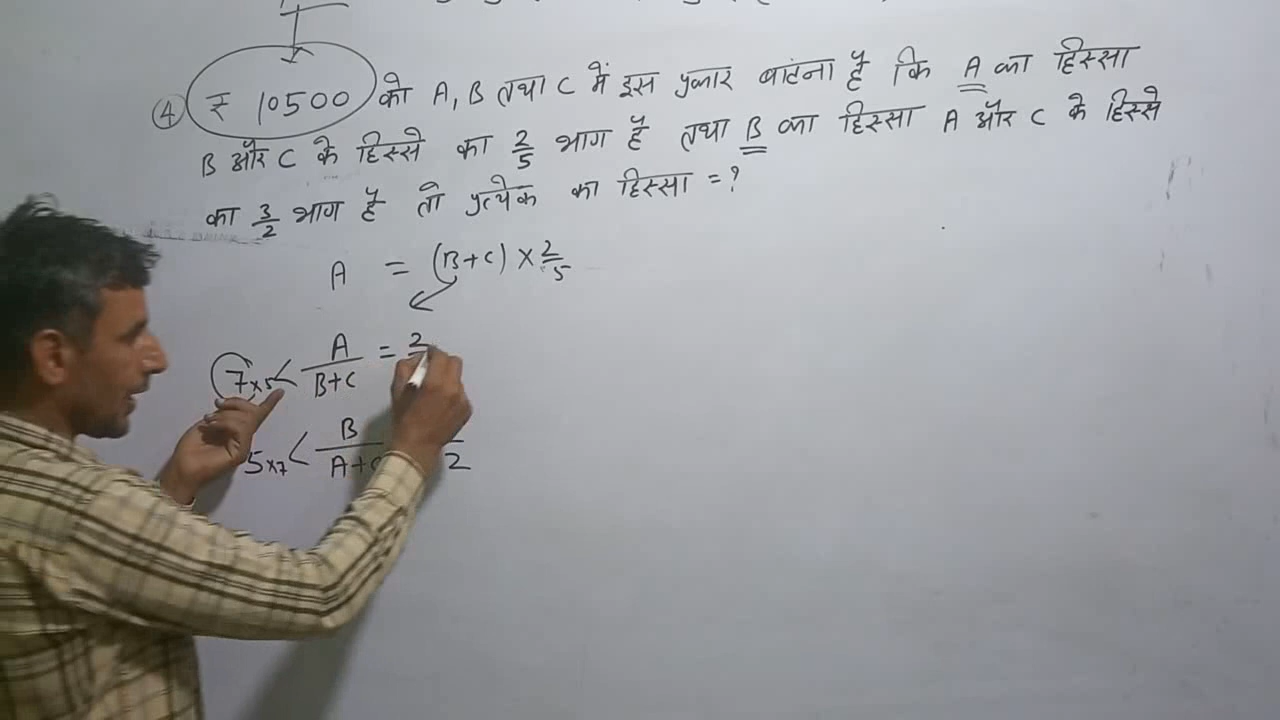 ④ ₹ 10500 को A, B तथा C में इस प्रकार बांटना है कि A का हिस्सा
B और C के हिस्से का 2/5 भाग है तथा B का हिस्सा A और C के हिस्से
का 3/2 भाग है तो प्रत्येक का हिस्सा = ?
A = (B+C) × 2/5
7×5 < A/B+C = 2
5×7 < B/A+C 2